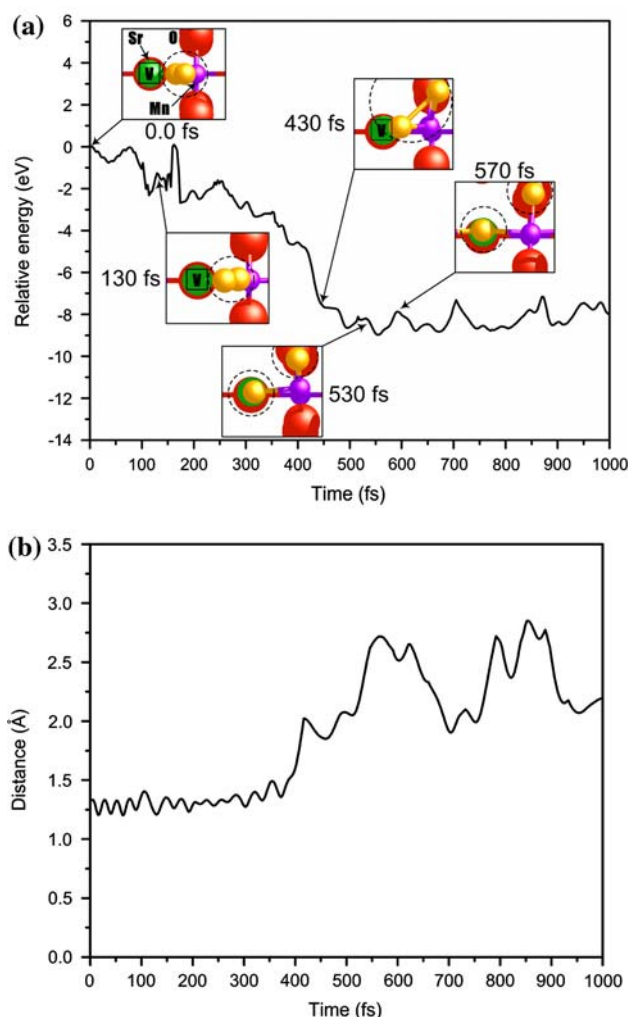 (a)
6
4
2
0
-2
-4
-6
-8
-10
-12
-14
Relative energy (eV)
Sr O
V
Mn
0.0 fs
V
130 fs
430 fs
V
570 fs
530 fs
0 100 200 300 400 500 600 700 800 900 1000
Time (fs)
(b)
3.5
3.0
2.5
2.0
1.5
1.0
0.5
0.0
Distance (Å)
0 100 200 300 400 500 600 700 800 900 1000
Time (fs)